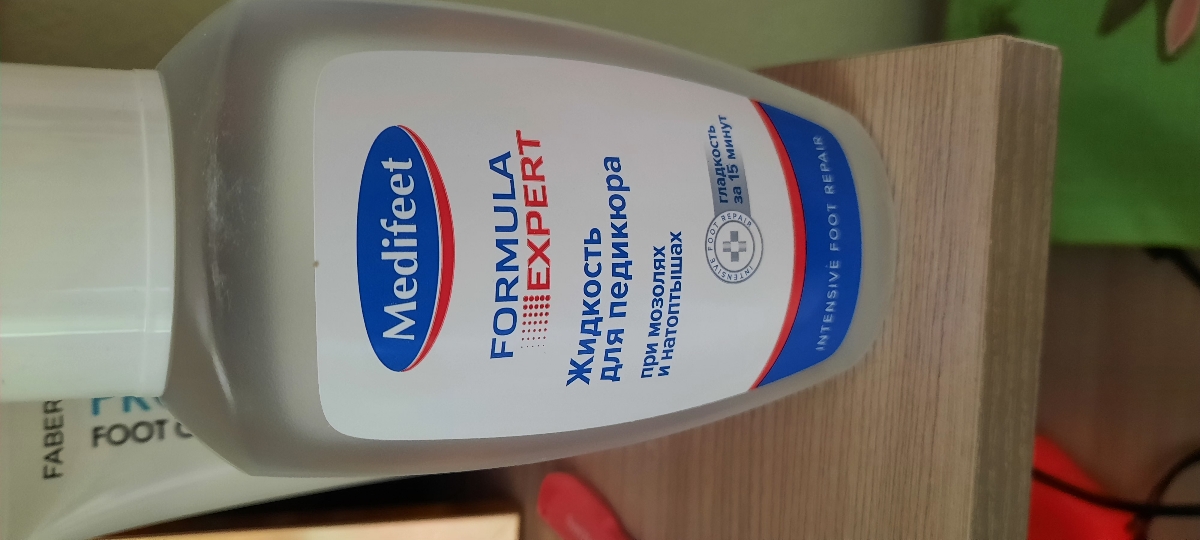 Medifeet
FORMULA
EXPERT
Жидкость
для педикюра
при мозолях
и натоптышах
INTENSIVE FOOT REPAIR
гладкость
за 15 минут
INTENSIVE FOOT REPAIR
FABER
FOOT